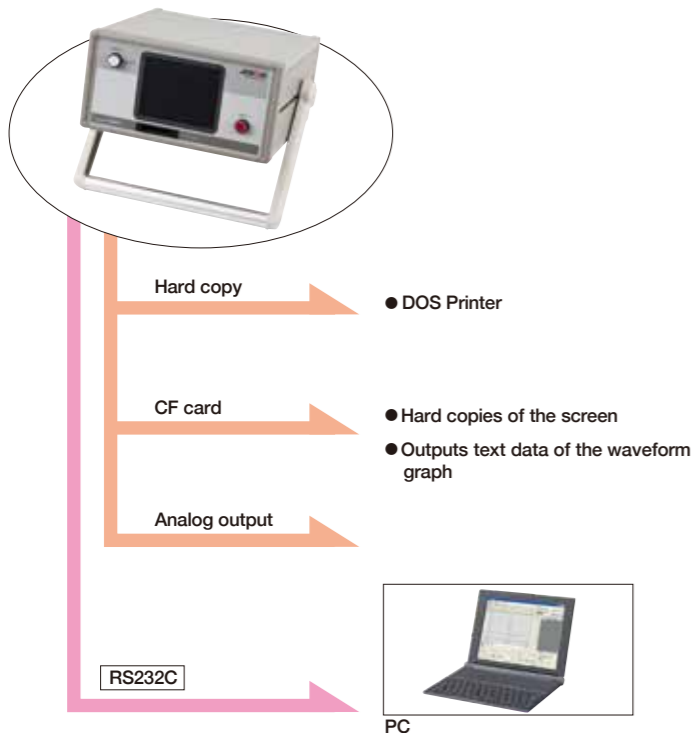 Hard copy
● DOS Printer
CF card
● Hard copies of the screen
● Outputs text data of the waveform
graph
Analog output
RS232C
PC